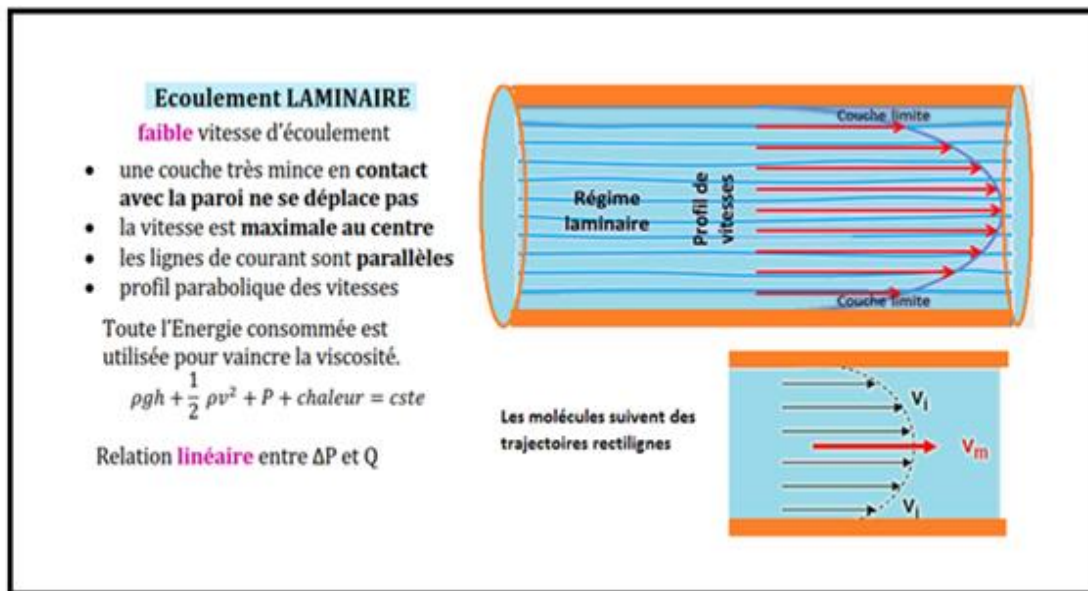 Ecoulement LAMINAIRE
faible vitesse d'écoulement
• une couche très mince en contact
avec la paroi ne se déplace pas
• la vitesse est maximale au centre
• les lignes de courant sont parallèles
• profil parabolique des vitesses
Toute l'Energie consommée est
utilisée pour vaincre la viscosité.
ρgh + 1/2 ρv² + P + chaleur = cste
Relation linéaire entre ΔP et Q
Couche limite
Régime
laminaire
Profil de
vitesses
Couche limite
Les molécules suivent des
trajectoires rectilignes
V_i
V_m
V_i